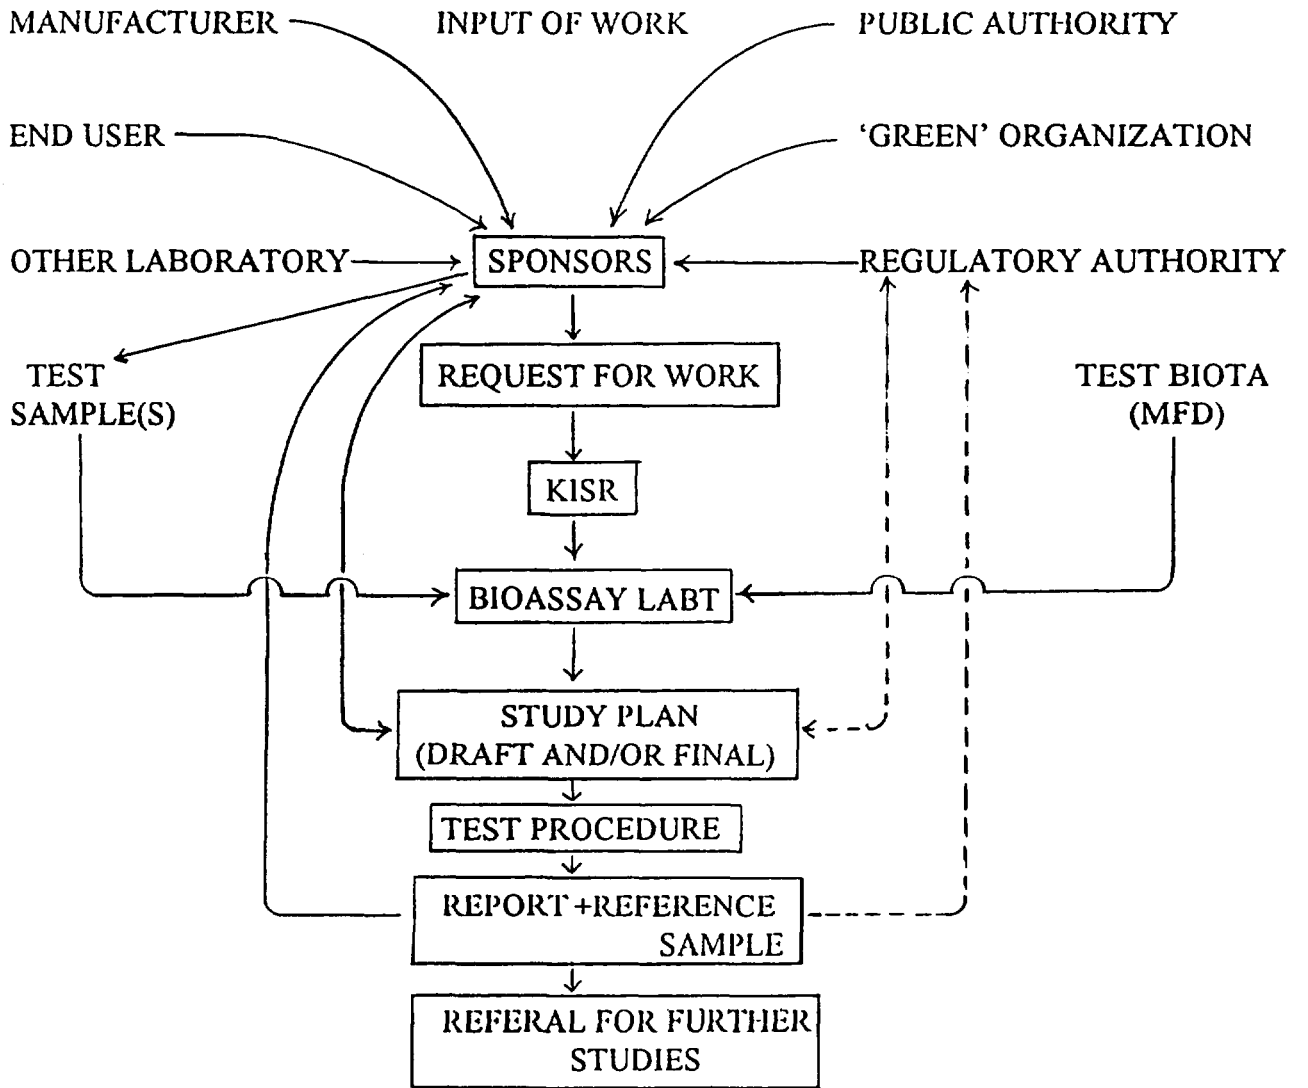 MANUFACTURER
INPUT OF WORK
PUBLIC AUTHORITY
END USER
‘GREEN’ ORGANIZATION
OTHER LABORATORY
SPONSORS
REGULATORY AUTHORITY
TEST
SAMPLE(S)
REQUEST FOR WORK
TEST BIOTA
(MFD)
KISR
BIOASSAY LABT
STUDY PLAN
(DRAFT AND/OR FINAL)
TEST PROCEDURE
REPORT +REFERENCE
SAMPLE
REFERAL FOR FURTHER
STUDIES